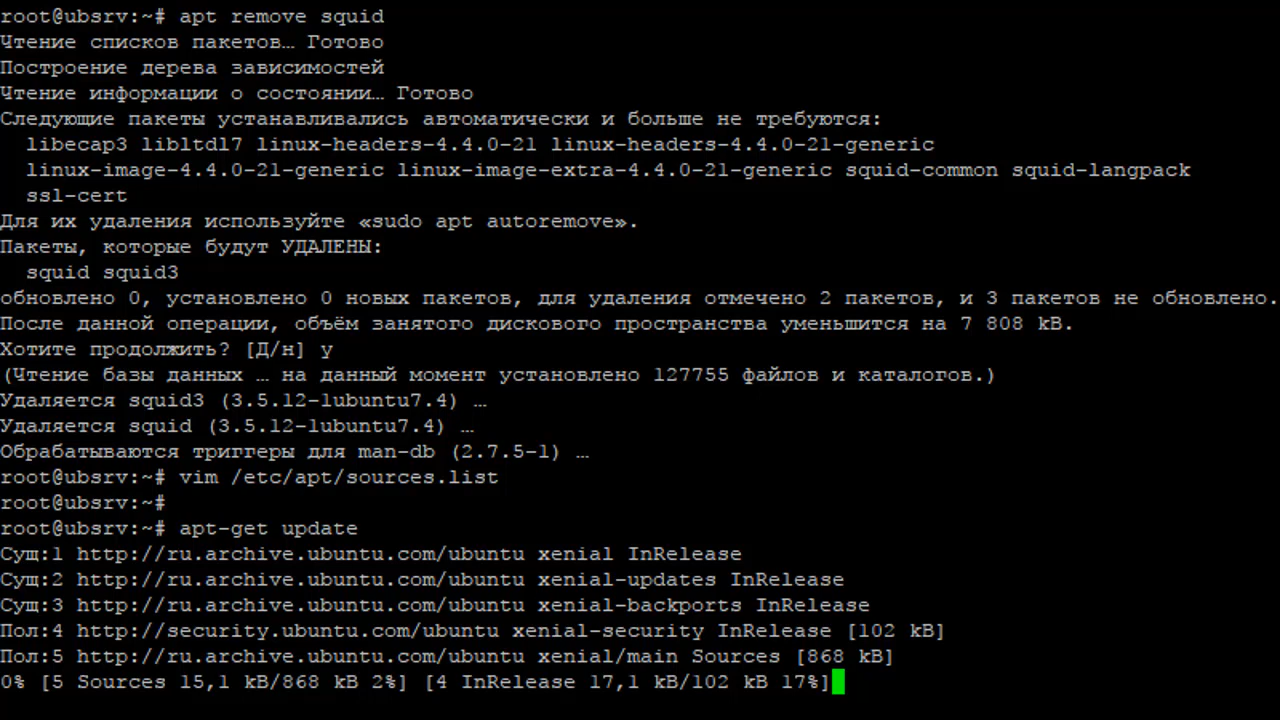 root@ubsrv:~# apt remove squid
Чтение списков пакетов… Готово
Построение дерева зависимостей
Чтение информации о состоянии… Готово
Следующие пакеты устанавливались автоматически и больше не требуются:
libecap3 libltdl7 linux-headers-4.4.0-21 linux-headers-4.4.0-21-generic
linux-image-4.4.0-21-generic linux-image-extra-4.4.0-21-generic squid-common squid-langpack
ssl-cert
Для их удаления используйте «sudo apt autoremove».
Пакеты, которые будут УДАЛЕНЫ:
squid squid3
обновлено 0, установлено 0 новых пакетов, для удаления отмечено 2 пакетов, и 3 пакетов не обновлено.
После данной операции, объём занятого дискового пространства уменьшится на 7 808 kB.
Хотите продолжить? [Д/н] y
(Чтение базы данных … на данный момент установлено 127755 файлов и каталогов.)
Удаляется squid3 (3.5.12-1ubuntu7.4) …
Удаляется squid (3.5.12-1ubuntu7.4) …
Обрабатываются триггеры для man-db (2.7.5-1) …
root@ubsrv:~# vim /etc/apt/sources.list
root@ubsrv:~#
root@ubsrv:~# apt-get update
Сущ:1 http://ru.archive.ubuntu.com/ubuntu xenial InRelease
Сущ:2 http://ru.archive.ubuntu.com/ubuntu xenial-updates InRelease
Сущ:3 http://ru.archive.ubuntu.com/ubuntu xenial-backports InRelease
Пол:4 http://security.ubuntu.com/ubuntu xenial-security InRelease [102 kB]
Пол:5 http://ru.archive.ubuntu.com/ubuntu xenial/main Sources [868 kB]
0% [5 Sources 15,1 kB/868 kB 2%] [4 InRelease 17,1 kB/102 kB 17%]